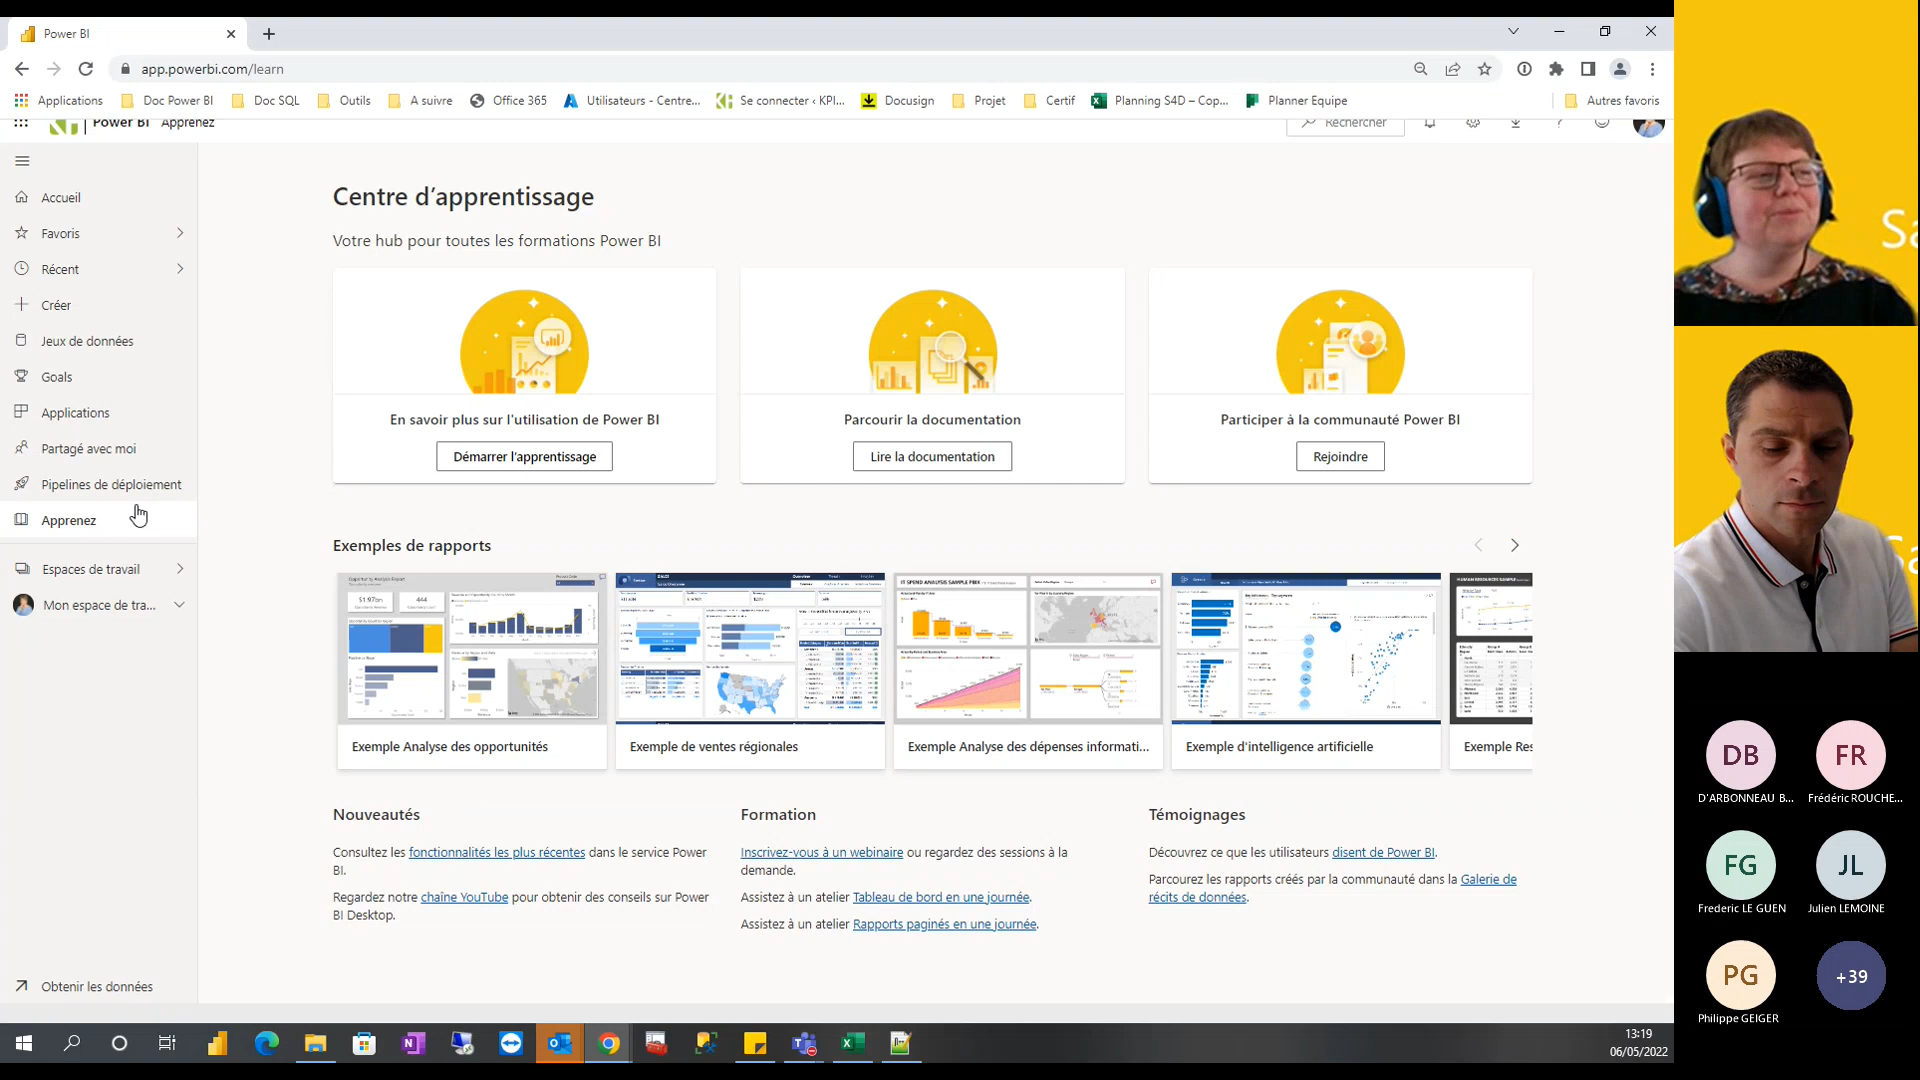 Power BI
app.powerbi.com/learn
Applications
Doc Power BI
Doc SQL
Outils
A suivre
Office 365
Utilisateurs - Centre...
Se connecter ‹ KPI...
Docusign
Projet
Certif
Planning S4D – Cop...
Planner Equipe
Autres favoris
Power BI Apprenez
Rechercher
Accueil
Favoris
Récent
Créer
Jeux de données
Goals
Applications
Partagé avec moi
Pipelines de déploiement
Apprenez
Espaces de travail
Mon espace de tra...
Obtenir les données
Centre d’apprentissage
Votre hub pour toutes les formations Power BI
En savoir plus sur l'utilisation de Power BI
Démarrer l’apprentissage
Parcourir la documentation
Lire la documentation
Participer à la communauté Power BI
Rejoindre
Exemples de rapports
Exemple Analyse des opportunités
Exemple de ventes régionales
IT SPEND ANALYSIS SAMPLE PBIX
Exemple Analyse des dépenses informati...
Exemple d'intelligence artificielle
Exemple Res
Nouveautés
Consultez les fonctionnalités les plus récentes dans le service Power
BI.
Regardez notre chaîne YouTube pour obtenir des conseils sur Power
BI Desktop.
Formation
Inscrivez-vous à un webinaire ou regardez des sessions à la
demande.
Assistez à un atelier Tableau de bord en une journée.
Assistez à un atelier Rapports paginés en une journée.
Témoignages
Découvrez ce que les utilisateurs disent de Power BI.
Parcourez les rapports créés par la communauté dans la Galerie de
récits de données.
13:19
06/05/2022
DB
D'ARBONNEAU B...
FR
Frédéric ROUCHE...
FG
Frederic LE GUEN
JL
Julien LEMOINE
PG
Philippe GEIGER
+39